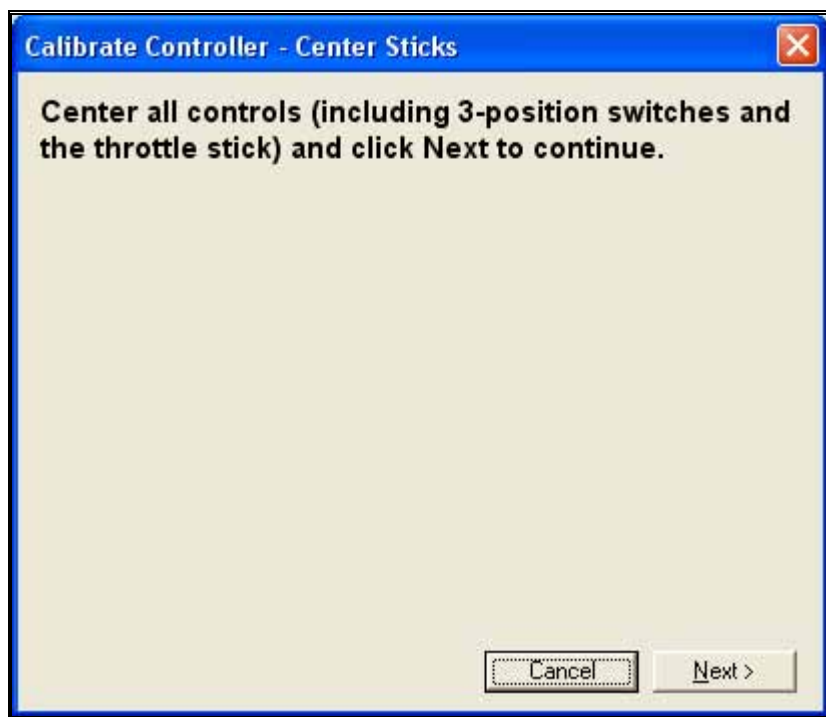 Calibrate Controller - Center Sticks
Center all controls (including 3-position switches and
the throttle stick) and click Next to continue.
Cancel Next >